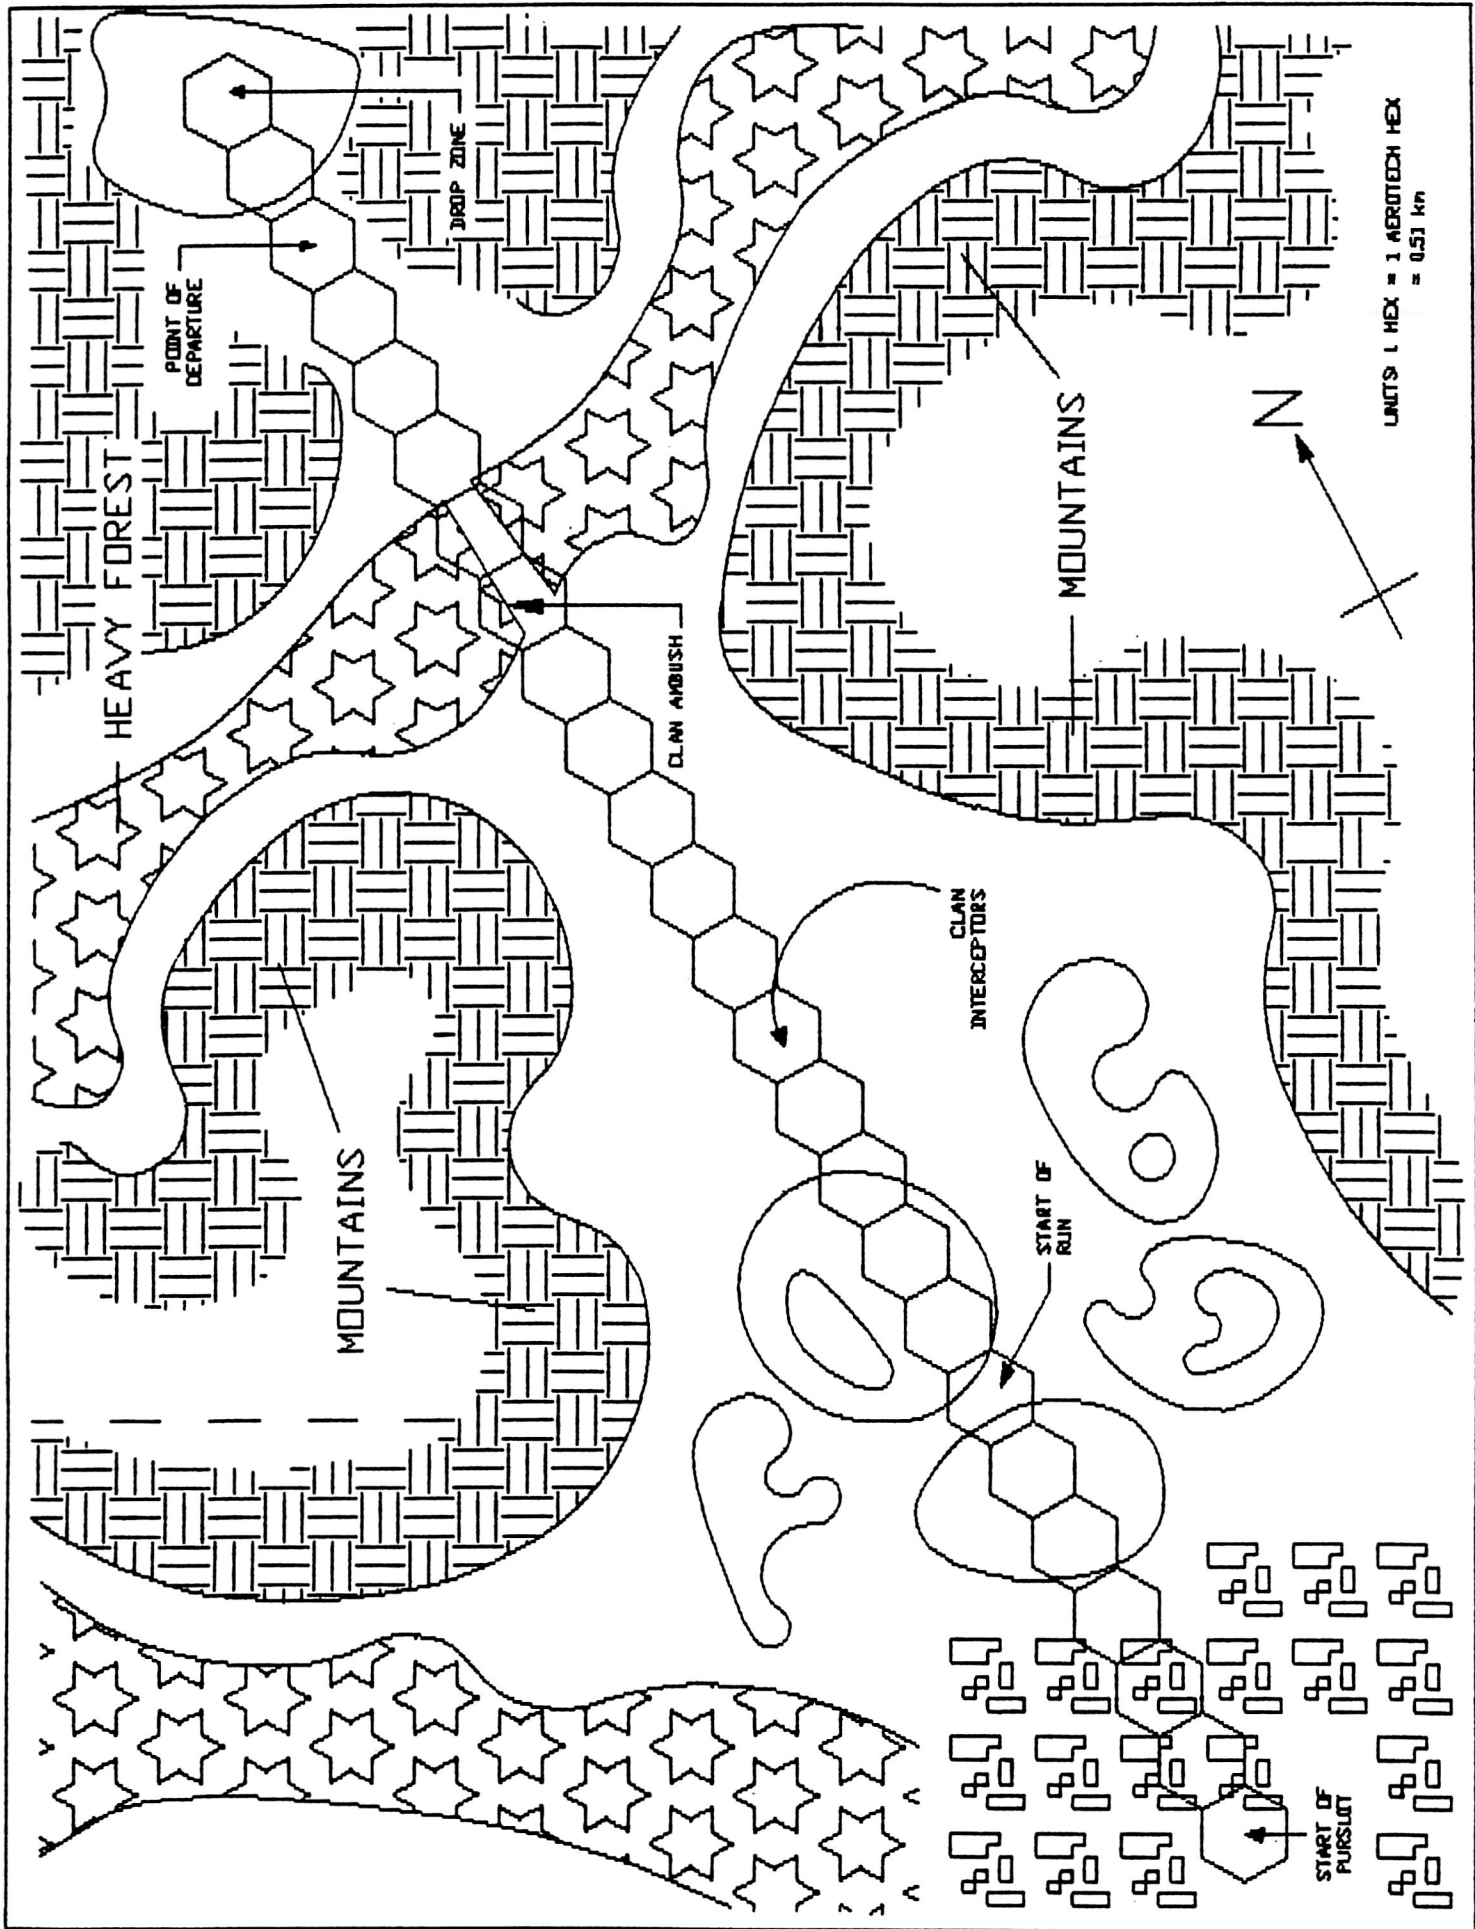 HEAVY FOREST
POINT OF
DEPARTURE
DROP ZONE
MOUNTAINS
CLAN AMBUSH
CLAN
INTERCEPTORS
START OF
RUN
MOUNTAINS
N
UNITS: 1 HEX = 1 AEROTECH HEX
= 0.51 km
START OF
PURSUIT